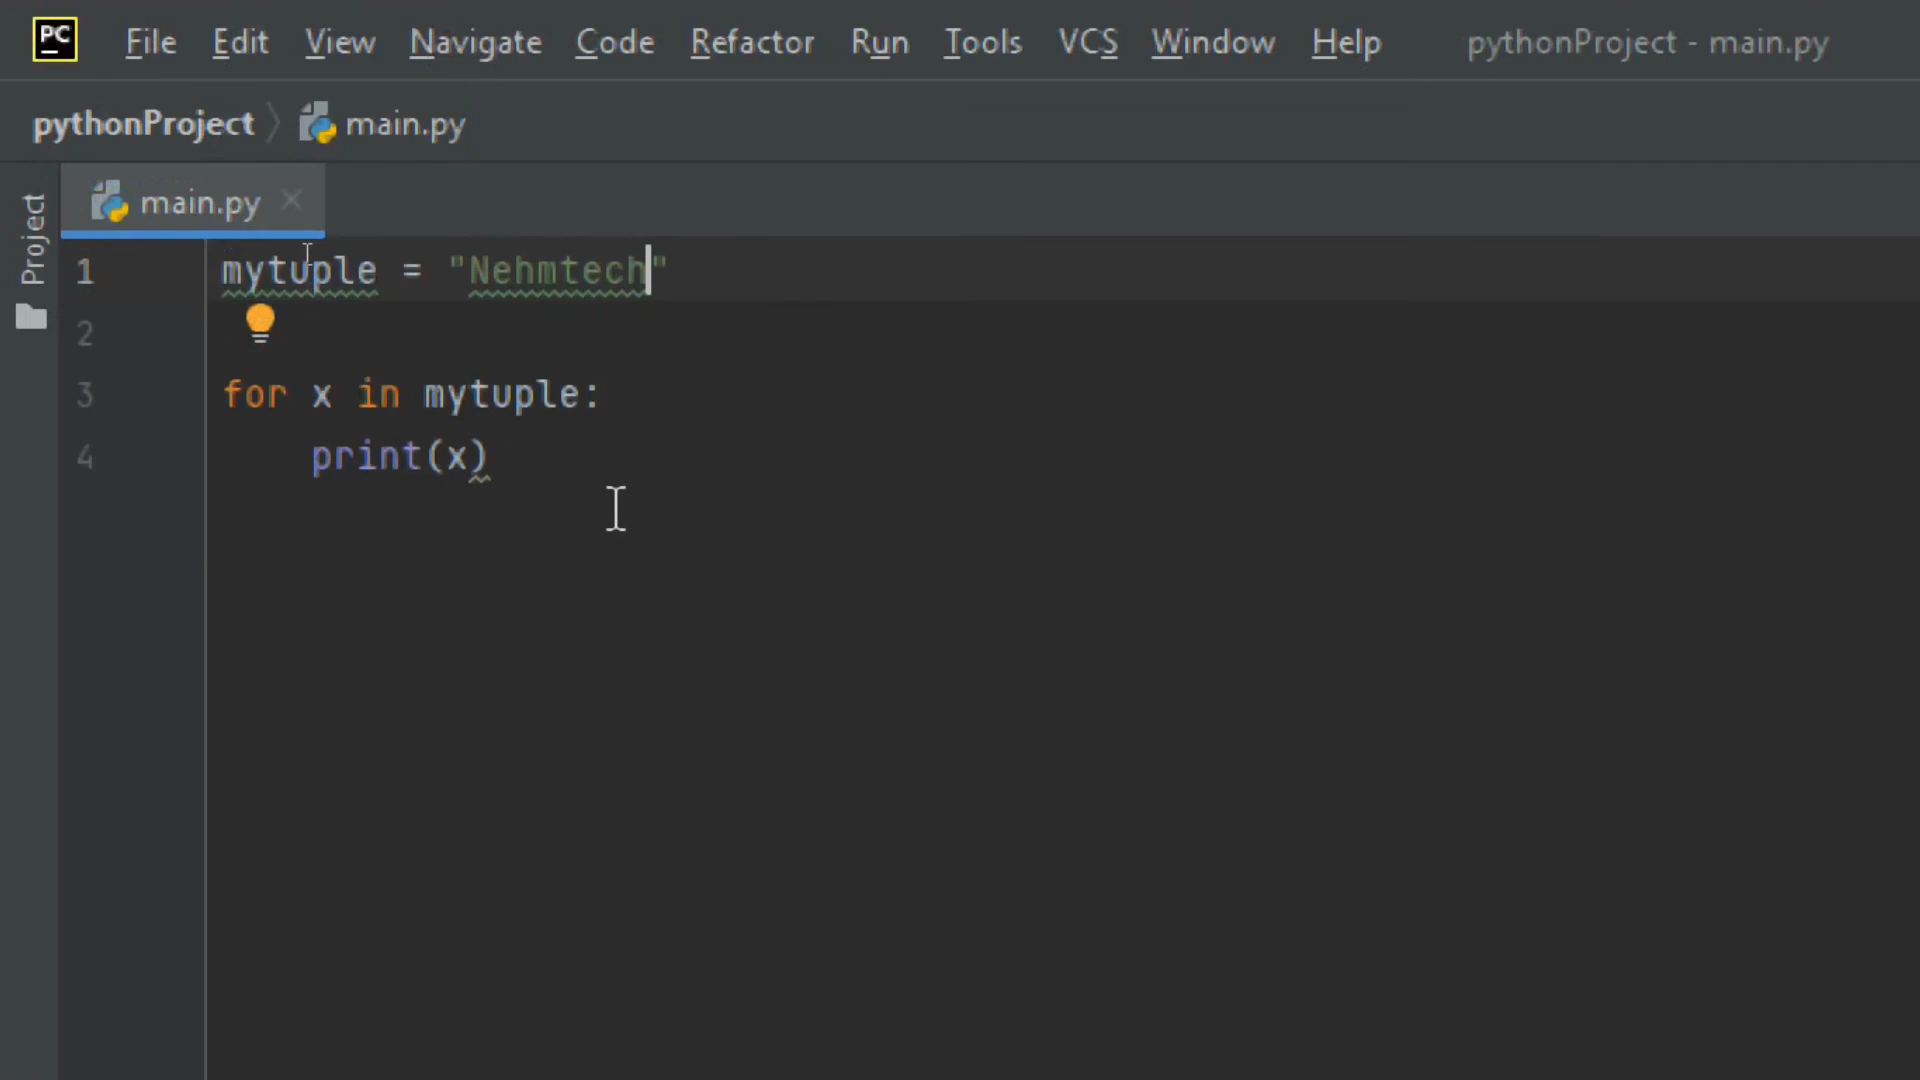 PC File Edit View Navigate Code Refactor Run Tools VCS Window Help pythonProject - main.py
pythonProject main.py
Project
main.py
1 mytuple = "Nehmtech"
2
3 for x in mytuple:
4 print(x)